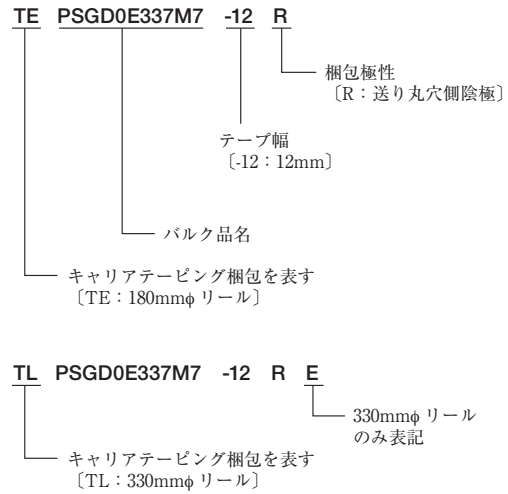 TE PSGD0E337M7 -12 R
梱包極性
〔R：送り丸穴側陰極〕
テープ幅
〔-12：12mm〕
バルク品名
キャリアテーピング梱包を表す
〔TE：180mmϕ リール〕
TL PSGD0E337M7 -12 R E
330mmϕ リール
のみ表記
キャリアテーピング梱包を表す
〔TL：330mmϕ リール〕